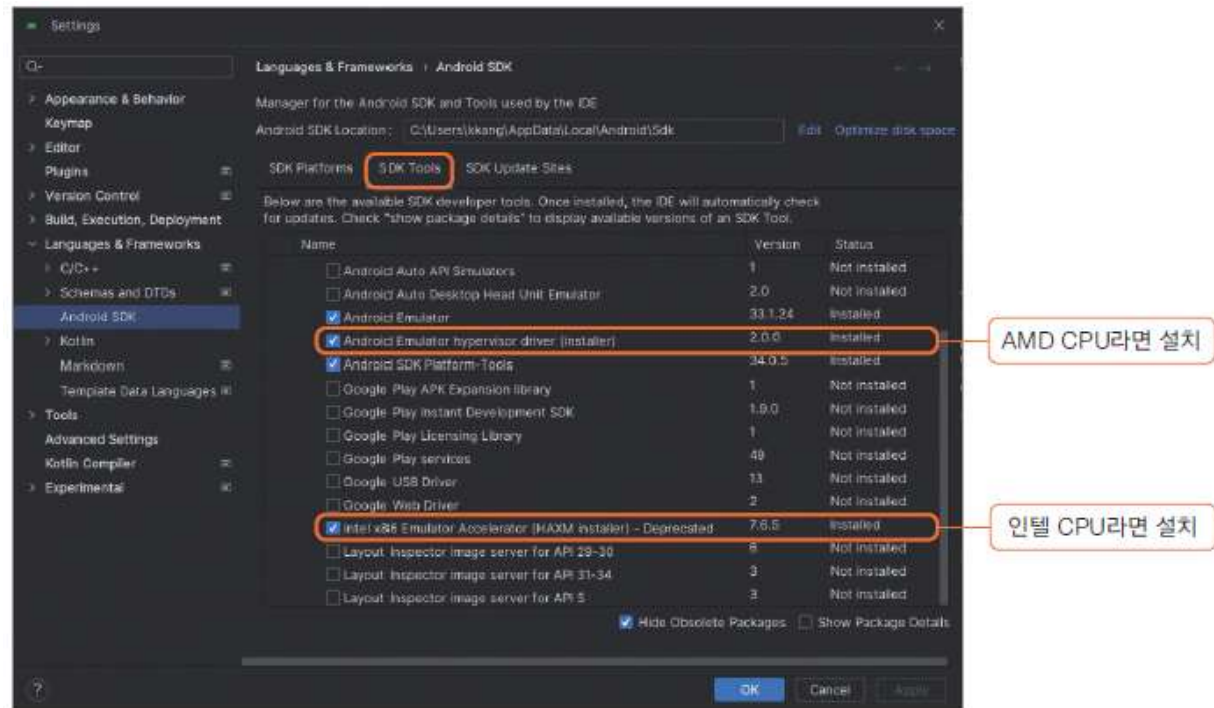 Settings
Languages & Frameworks › Android SDK
Appearance & Behavior
Keymap
Editor
Plugins
Version Control
Build, Execution, Deployment
Languages & Frameworks
C/C++
Schemas and DTDs
Android SDK
Kotlin
Markdown
Template Data Languages
Tools
Advanced Settings
Kotlin Compiler
Experimental
Manager for the Android SDK and Tools used by the IDE
Android SDK Location: C:\Users\kkang\AppData\Local\Android\Sdk Edit Optimize disk space
SDK Platforms SDK Tools SDK Update Sites
Below are the available SDK developer tools. Once installed, the IDE will automatically check
for updates. Check "show package details" to display available versions of an SDK Tool.
Name Version Status
Android Auto API Simulators 1 Not installed
Android Auto Desktop Head Unit Emulator 2.0 Not installed
Android Emulator 33.1.24 Installed
Android Emulator hypervisor driver (installer) 2.0.0 Installed
AMD CPU라면 설치
Android SDK Platform-Tools 34.0.5 Installed
Google Play APK Expansion library 1 Not installed
Google Play Instant Development SDK 1.9.0 Not installed
Google Play Licensing Library 1 Not installed
Google Play services 49 Not installed
Google USB Driver 13 Not installed
Google Web Driver 2 Not installed
Intel x86 Emulator Accelerator (HAXM installer) - Deprecated 7.6.5 Installed
인텔 CPU라면 설치
Layout Inspector image server for API 29-30 6 Not installed
Layout Inspector image server for API 31-34 3 Not installed
Layout Inspector image server for API S 3 Not installed
Hide Obsolete Packages Show Package Details
? OK Cancel Apply